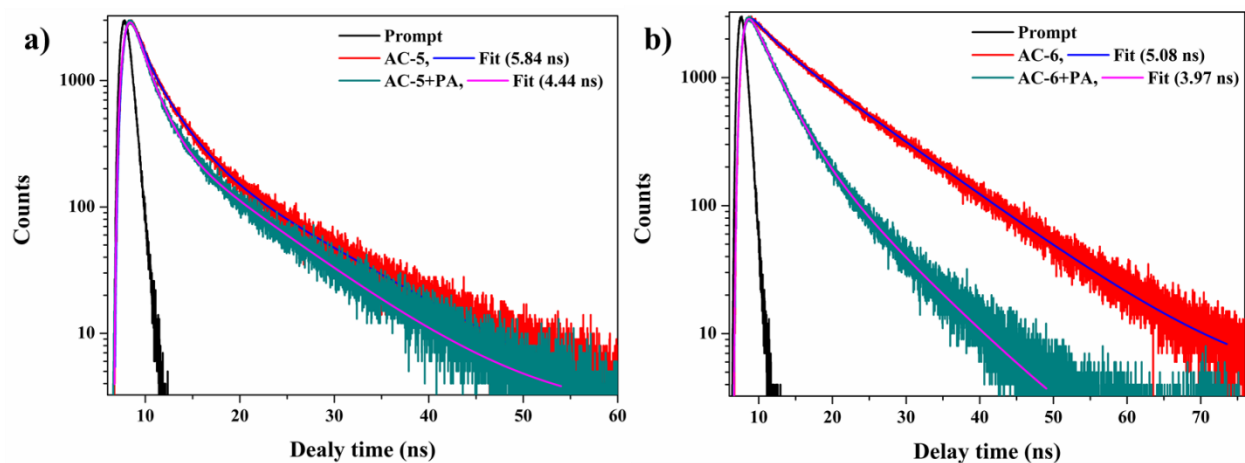 a)
Prompt
AC-5, Fit (5.84 ns)
AC-5+PA, Fit (4.44 ns)
1000
100
10
Counts
10 20 30 40 50 60
Dealy time (ns)
b)
Prompt
AC-6, Fit (5.08 ns)
AC-6+PA, Fit (3.97 ns)
1000
100
10
Counts
10 20 30 40 50 60 70
Delay time (ns)